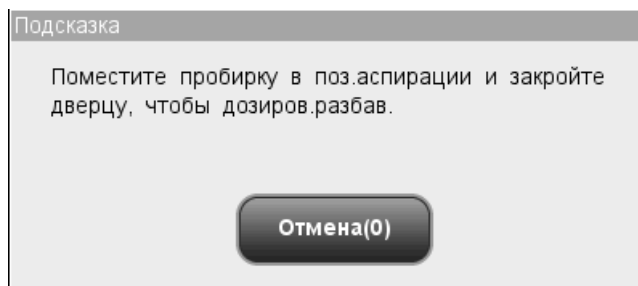 Подсказка
Поместите пробирку в поз.аспирации и закройте
дверцу, чтобы дозиров.разбав.
Отмена(0)